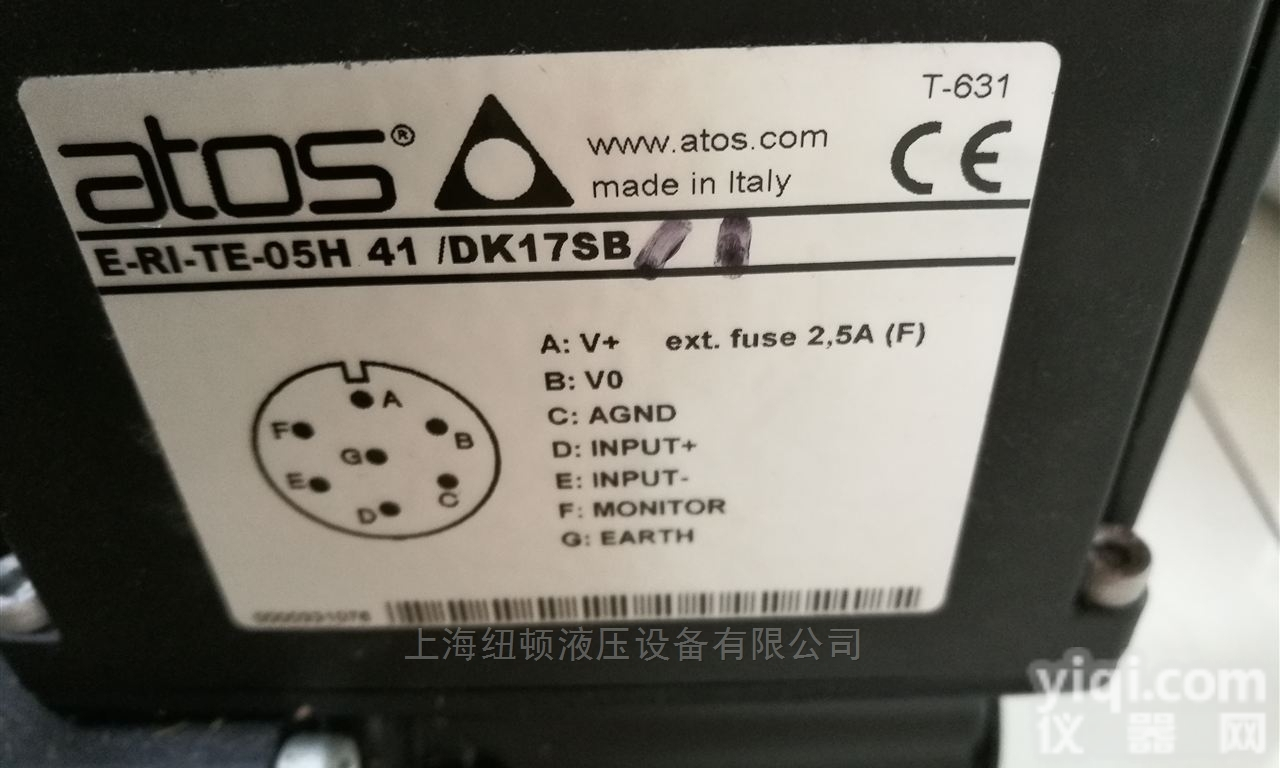 T-631
atos®
www.atos.com
made in Italy
CE
E-RI-TE-05H 41 /DK17SB
A: V+ ext. fuse 2,5A (F)
B: V0
C: AGND
D: INPUT+
E: INPUT-
F: MONITOR
G: EARTH
A
B
C
D
E
F
G
0000931076
上海纽顿液压设备有限公司
yiqi.com
仪器网